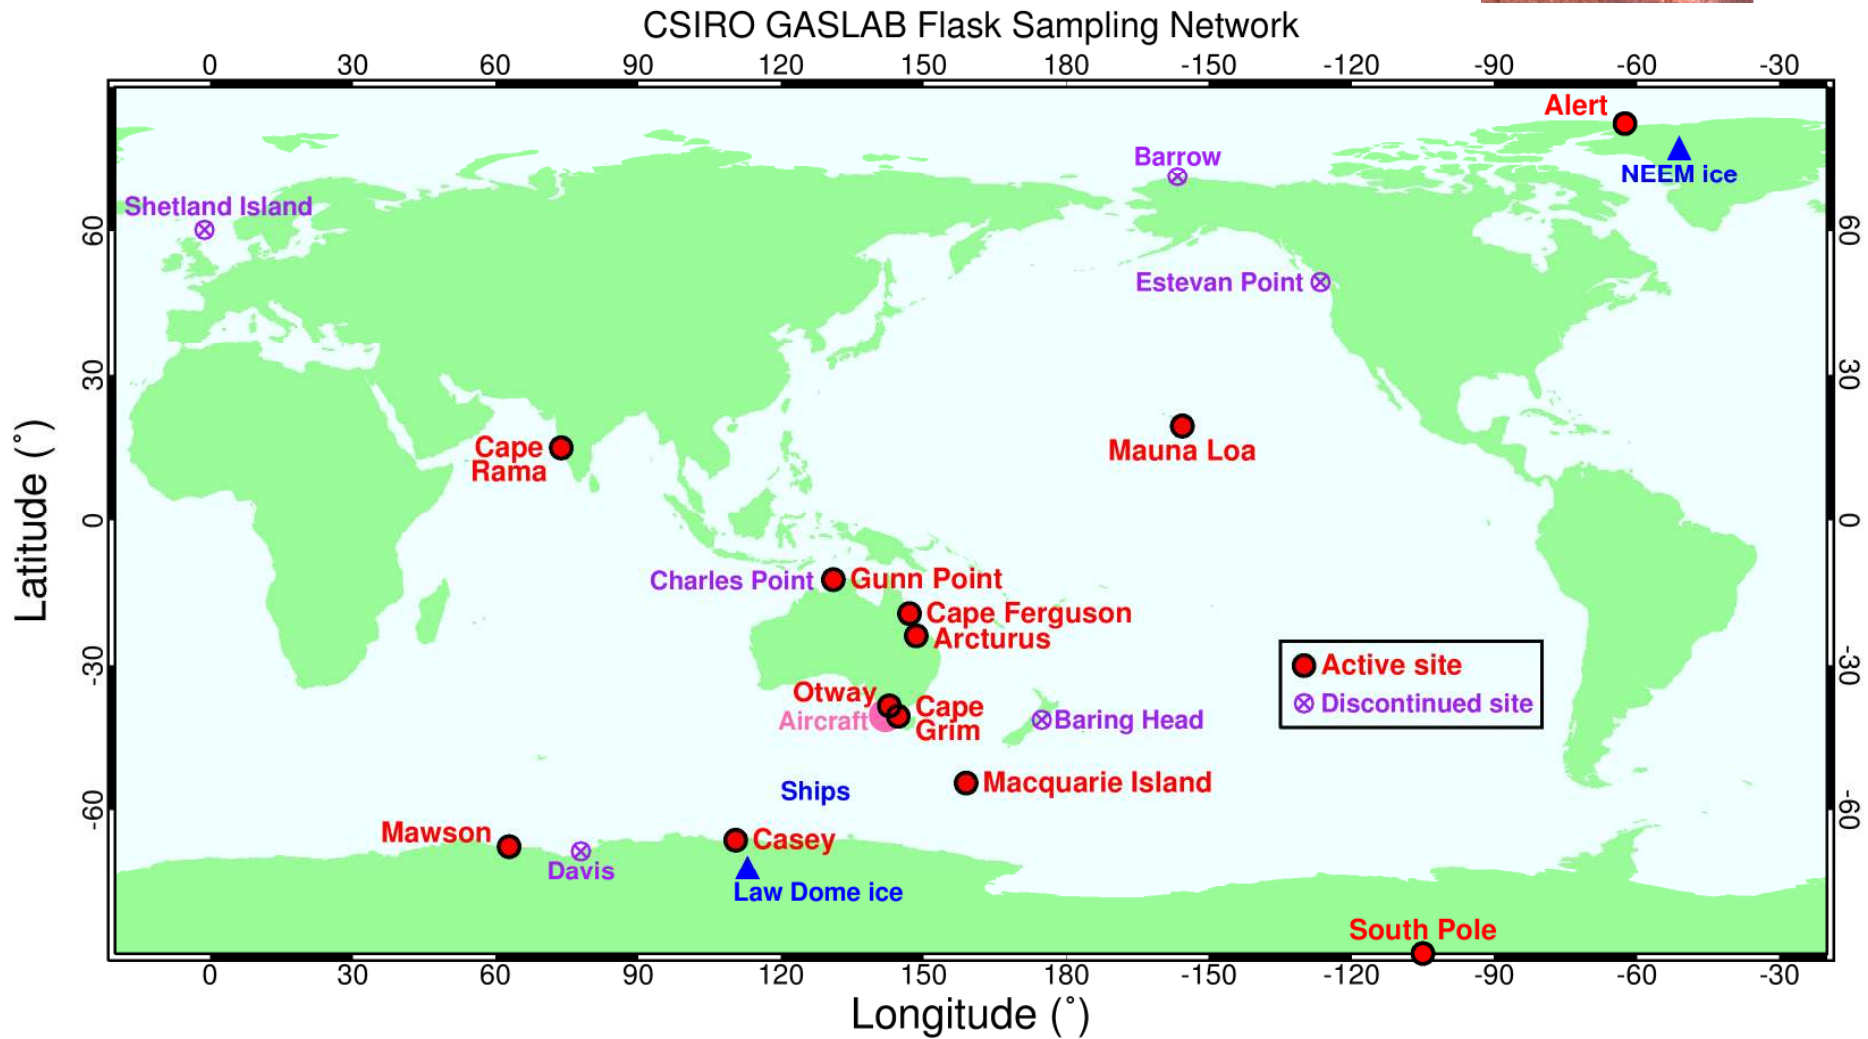 CSIRO GASLAB Flask Sampling Network
0 30 60 90 120 150 180 -150 -120 -90 -60 -30
Alert
Barrow
NEEM ice
Shetland Island
60 60
Estevan Point
30 30
Cape
Rama
Mauna Loa
0 0
Latitude (˚)
Charles Point
Gunn Point
Cape Ferguson
Arcturus
Active site
-30 -30
Otway
Cape
Grim
Aircraft
Baring Head
Discontinued site
Macquarie Island
Ships
-60 -60
Mawson
Casey
Davis
Law Dome ice
South Pole
0 30 60 90 120 150 180 -150 -120 -90 -60 -30
Longitude (˚)